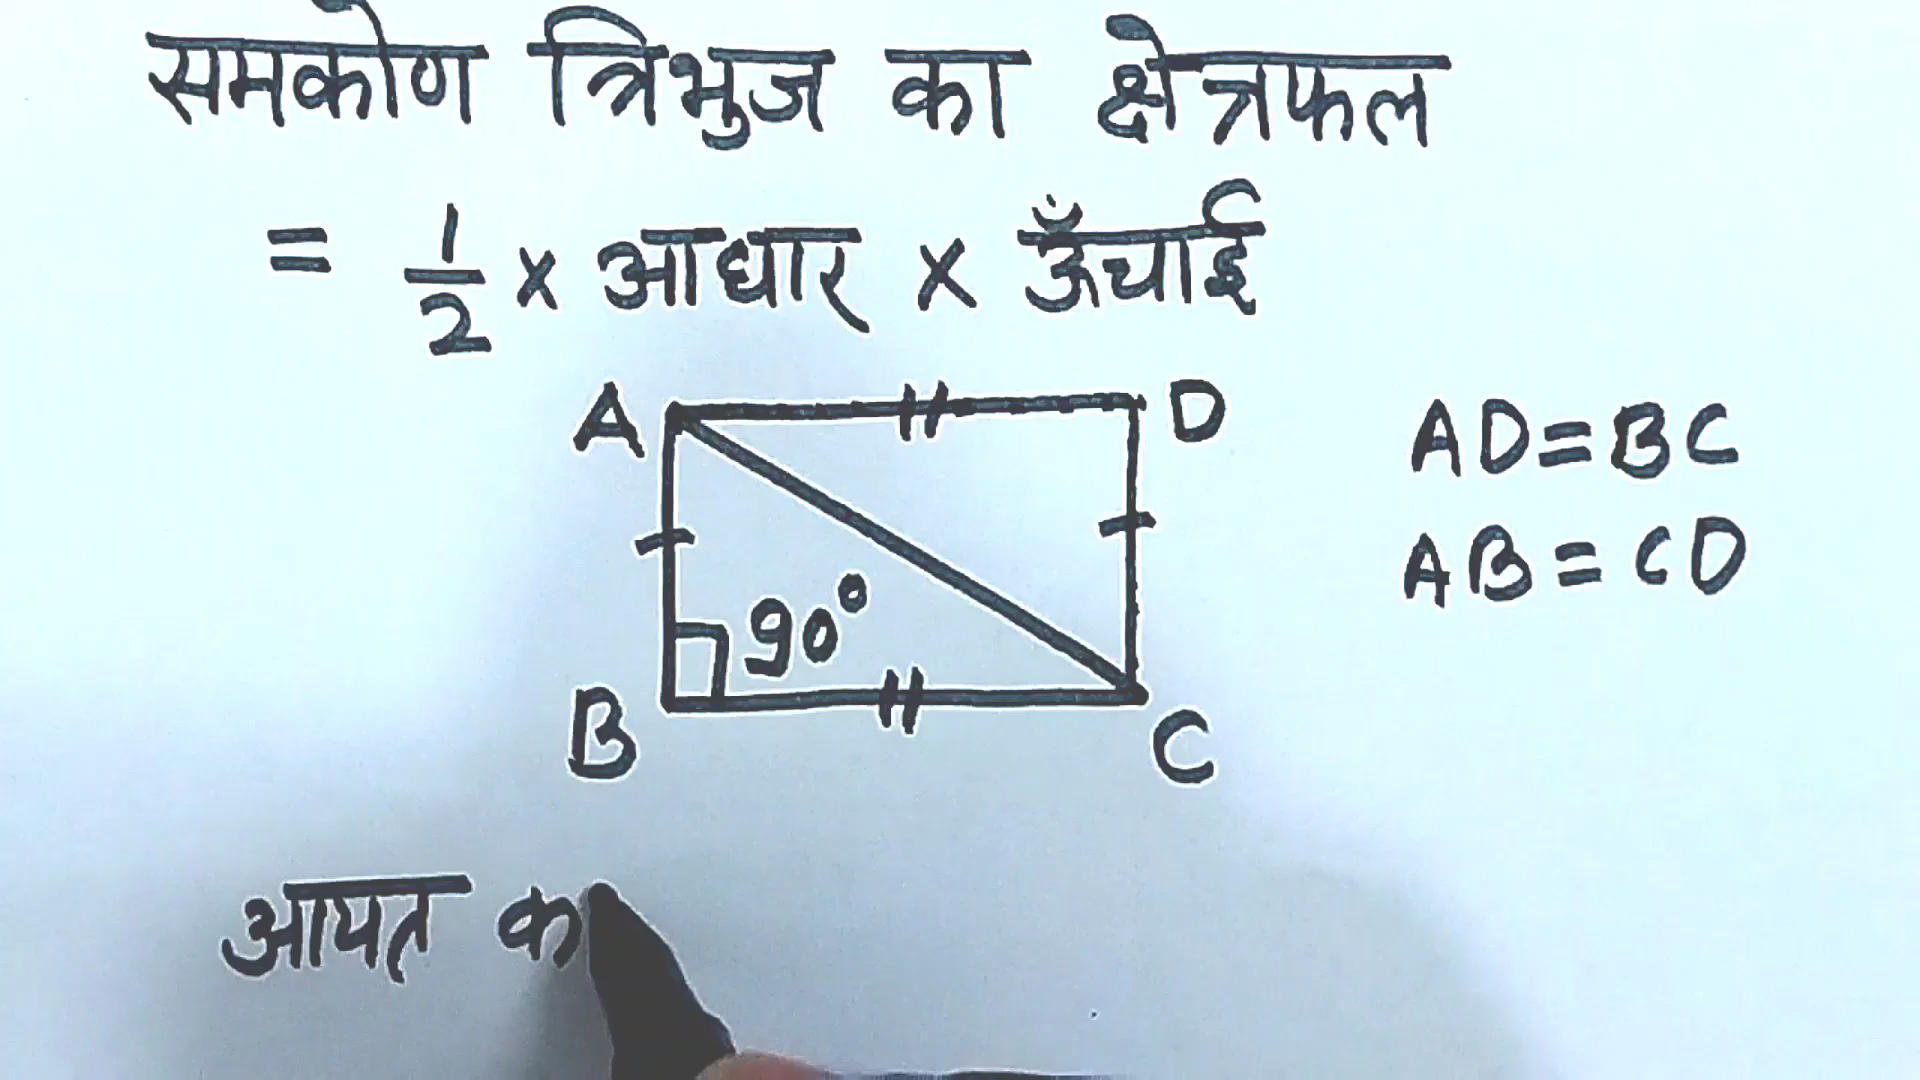 समकोण त्रिभुज का क्षेत्रफल
= 1/2 × आधार × ऊँचाई
A D
AD=BC
AB=CD
90°
B C
आयत क